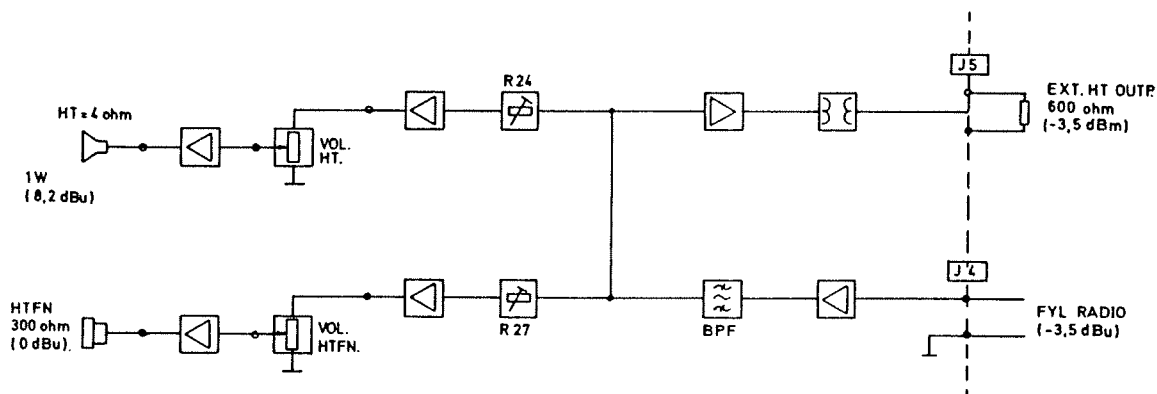 HT = 4 ohm
1W
(8,2 dBu)
VOL.
HT.
R24
J5
EXT. HT OUTP.
600 ohm
(-3,5 dBm)
HTFN
300 ohm
(0 dBu).
VOL.
HTFN.
R27
BPF
J4
FYL RADIO
(-3,5 dBu)